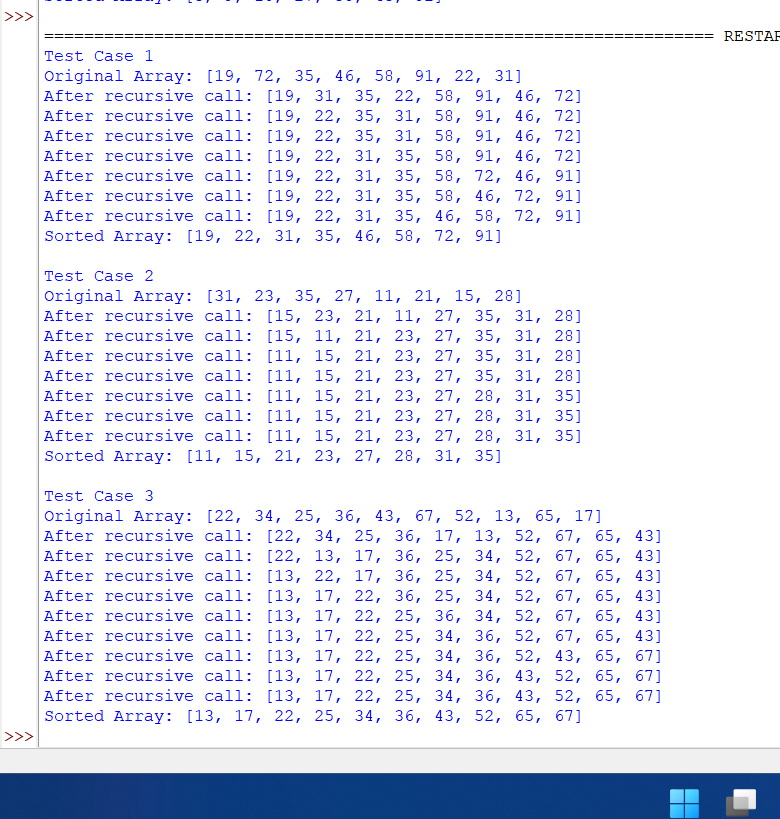 >>>
================================================================== RESTAR
Test Case 1
Original Array: [19, 72, 35, 46, 58, 91, 22, 31]
After recursive call: [19, 31, 35, 22, 58, 91, 46, 72]
After recursive call: [19, 22, 35, 31, 58, 91, 46, 72]
After recursive call: [19, 22, 35, 31, 58, 91, 46, 72]
After recursive call: [19, 22, 31, 35, 58, 91, 46, 72]
After recursive call: [19, 22, 31, 35, 58, 72, 46, 91]
After recursive call: [19, 22, 31, 35, 58, 46, 72, 91]
After recursive call: [19, 22, 31, 35, 46, 58, 72, 91]
Sorted Array: [19, 22, 31, 35, 46, 58, 72, 91]
Test Case 2
Original Array: [31, 23, 35, 27, 11, 21, 15, 28]
After recursive call: [15, 23, 21, 11, 27, 35, 31, 28]
After recursive call: [15, 11, 21, 23, 27, 35, 31, 28]
After recursive call: [11, 15, 21, 23, 27, 35, 31, 28]
After recursive call: [11, 15, 21, 23, 27, 35, 31, 28]
After recursive call: [11, 15, 21, 23, 27, 28, 31, 35]
After recursive call: [11, 15, 21, 23, 27, 28, 31, 35]
After recursive call: [11, 15, 21, 23, 27, 28, 31, 35]
Sorted Array: [11, 15, 21, 23, 27, 28, 31, 35]
Test Case 3
Original Array: [22, 34, 25, 36, 43, 67, 52, 13, 65, 17]
After recursive call: [22, 34, 25, 36, 17, 13, 52, 67, 65, 43]
After recursive call: [22, 13, 17, 36, 25, 34, 52, 67, 65, 43]
After recursive call: [13, 22, 17, 36, 25, 34, 52, 67, 65, 43]
After recursive call: [13, 17, 22, 36, 25, 34, 52, 67, 65, 43]
After recursive call: [13, 17, 22, 25, 36, 34, 52, 67, 65, 43]
After recursive call: [13, 17, 22, 25, 34, 36, 52, 67, 65, 43]
After recursive call: [13, 17, 22, 25, 34, 36, 52, 43, 65, 67]
After recursive call: [13, 17, 22, 25, 34, 36, 43, 52, 65, 67]
After recursive call: [13, 17, 22, 25, 34, 36, 43, 52, 65, 67]
Sorted Array: [13, 17, 22, 25, 34, 36, 43, 52, 65, 67]
>>>